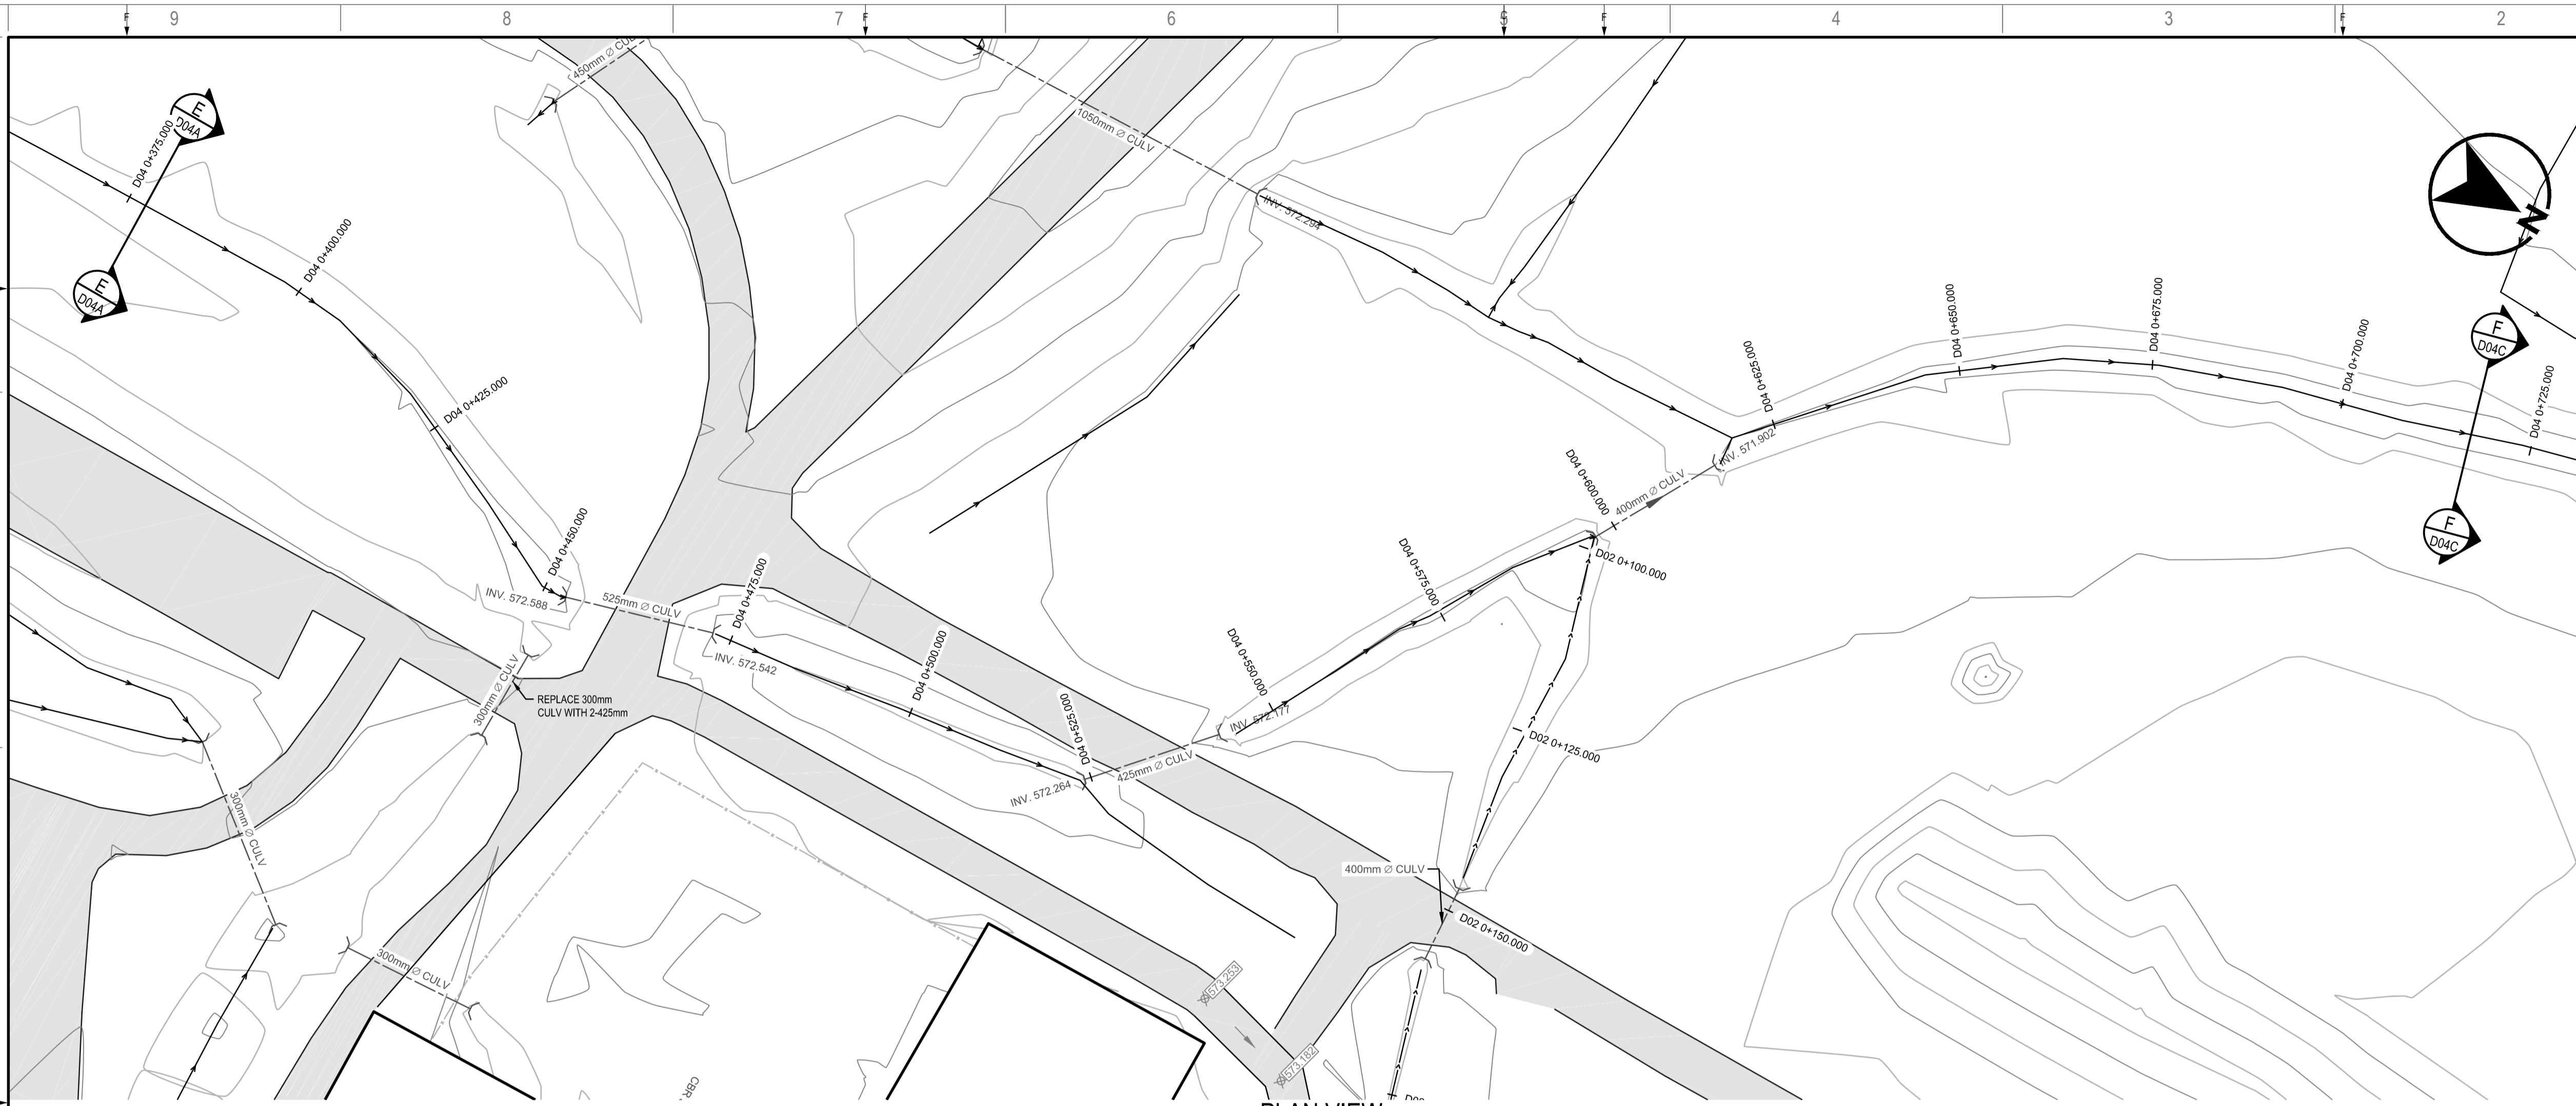 9
F
8
7
F
6
5
F
4
3
F
2
E
D04A
D04 0+375.000
E
D04A
D04 0+400.000
D04 0+425.000
D04 0+450.000
INV. 572.588
525mm Ø CULV
D04 0+475.000
INV. 572.542
D04 0+500.000
D04 0+525.000
INV. 572.264
425mm Ø CULV
D04 0+550.000
INV. 572.177
D04 0+575.000
D04 0+600.000
400mm Ø CULV
INV. 571.902
D04 0+625.000
D04 0+650.000
D04 0+675.000
D04 0+700.000
D04 0+725.000
N
F
D04C
F
D04C
1050mm Ø CULV
INV. 572.294
450mm Ø
D02 0+100.000
D02 0+125.000
400mm Ø CULV
D02 0+150.000
300mm Ø CULV
REPLACE 300mm
CULV WITH 2-425mm
300mm Ø CULV
300mm Ø CULV
573.253
573.182